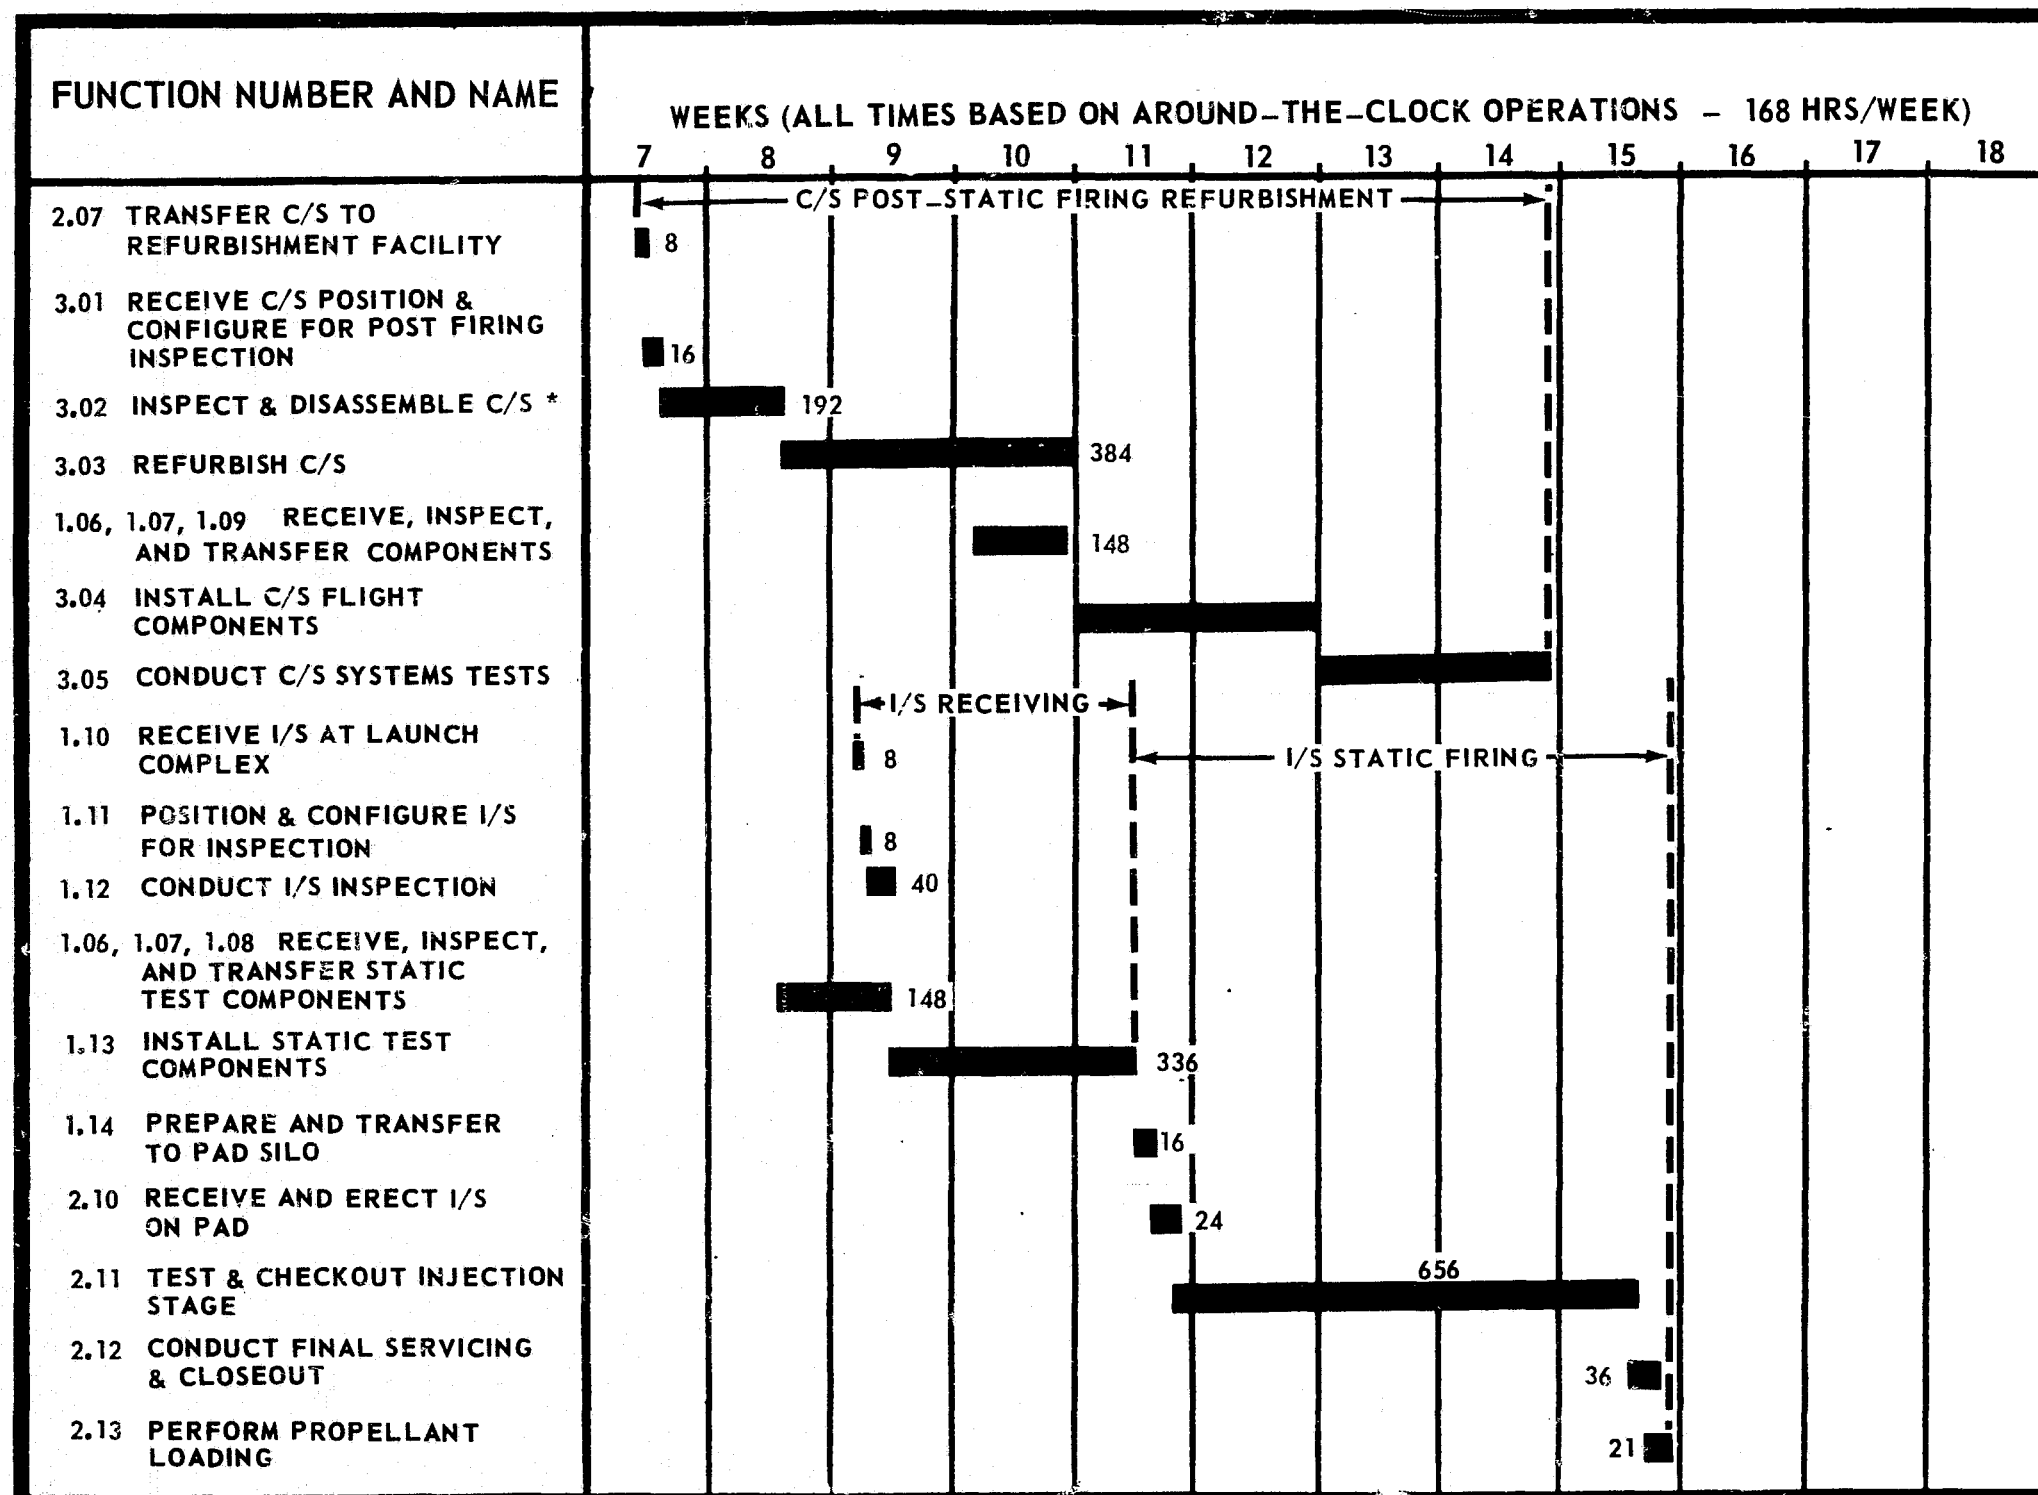 FUNCTION NUMBER AND NAME
WEEKS (ALL TIMES BASED ON AROUND-THE-CLOCK OPERATIONS - 168 HRS/WEEK)
7 8 9 10 11 12 13 14 15 16 17 18
C/S POST-STATIC FIRING REFURBISHMENT
2.07 TRANSFER C/S TO
REFURBISHMENT FACILITY
8
3.01 RECEIVE C/S POSITION &
CONFIGURE FOR POST FIRING
INSPECTION
16
3.02 INSPECT & DISASSEMBLE C/S *
192
3.03 REFURBISH C/S
384
1.06, 1.07, 1.09 RECEIVE, INSPECT,
AND TRANSFER COMPONENTS
148
3.04 INSTALL C/S FLIGHT
COMPONENTS
3.05 CONDUCT C/S SYSTEMS TESTS
I/S RECEIVING
1.10 RECEIVE I/S AT LAUNCH
COMPLEX
8
I/S STATIC FIRING
1.11 POSITION & CONFIGURE I/S
FOR INSPECTION
8
1.12 CONDUCT I/S INSPECTION
40
1.06, 1.07, 1.08 RECEIVE, INSPECT,
AND TRANSFER STATIC
TEST COMPONENTS
148
1.13 INSTALL STATIC TEST
COMPONENTS
336
1.14 PREPARE AND TRANSFER
TO PAD SILO
16
2.10 RECEIVE AND ERECT I/S
ON PAD
24
2.11 TEST & CHECKOUT INJECTION
STAGE
656
2.12 CONDUCT FINAL SERVICING
& CLOSEOUT
36
2.13 PERFORM PROPELLANT
LOADING
21